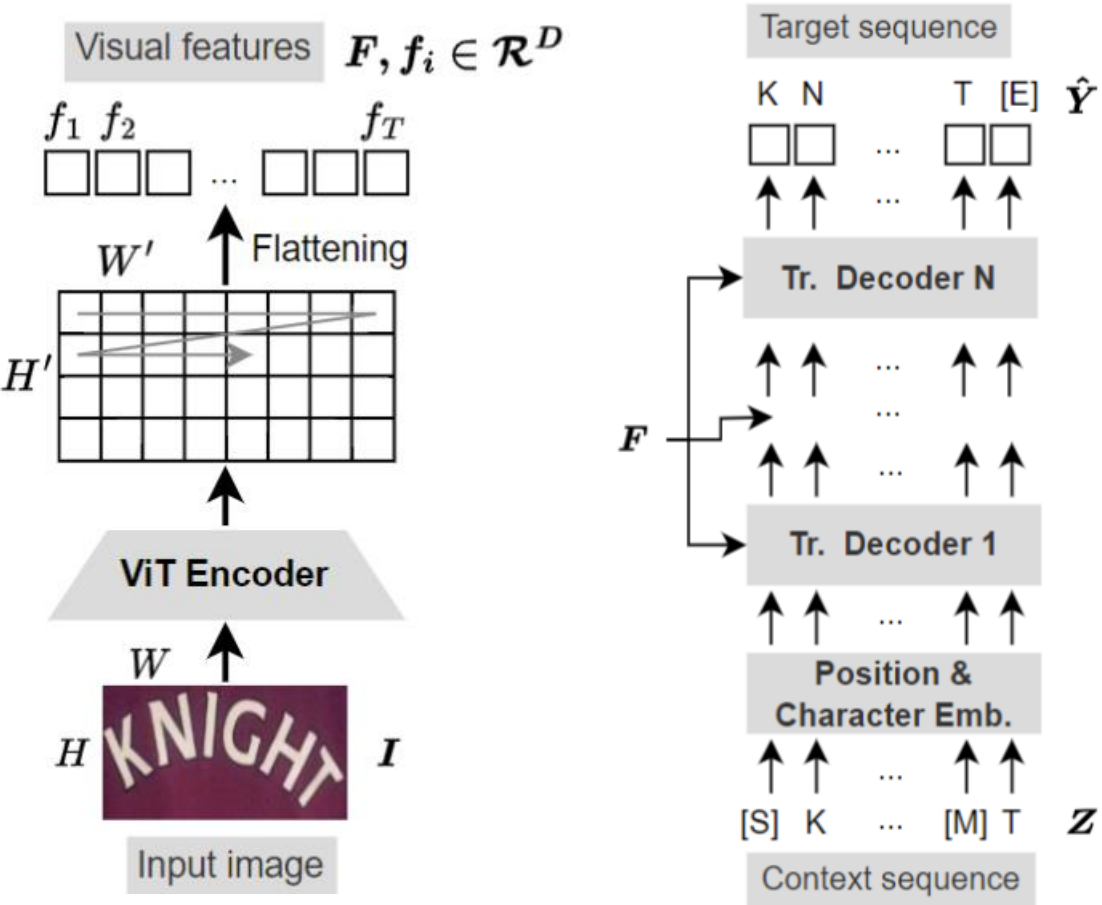 Visual features F, f_i ∈ R^D
f_1 f_2 f_T
...
Flattening
W'
H'
ViT Encoder
W
H
KNIGHT
I
Input image
Target sequence
K N T [E] Ŷ
...
...
Tr. Decoder N
...
...
F
...
Tr. Decoder 1
...
Position &
Character Emb.
...
[S] K ... [M] T Z
Context sequence